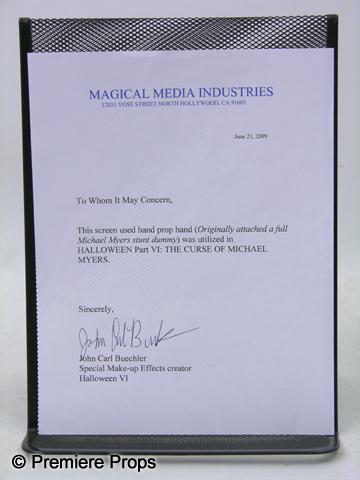 MAGICAL MEDIA INDUSTRIES
12031 VOSE STREET NORTH HOLLYWOOD, CA 91605
June 23, 2009
To Whom It May Concern,
This screen used hand prop hand (Originally attached a full
Michael Myers stunt dummy) was utilized in
HALLOWEEN Part VI: THE CURSE OF MICHAEL
MYERS.
Sincerely,
John Carl Buechler
Special Make-up Effects creator
Halloween VI
© Premiere Props